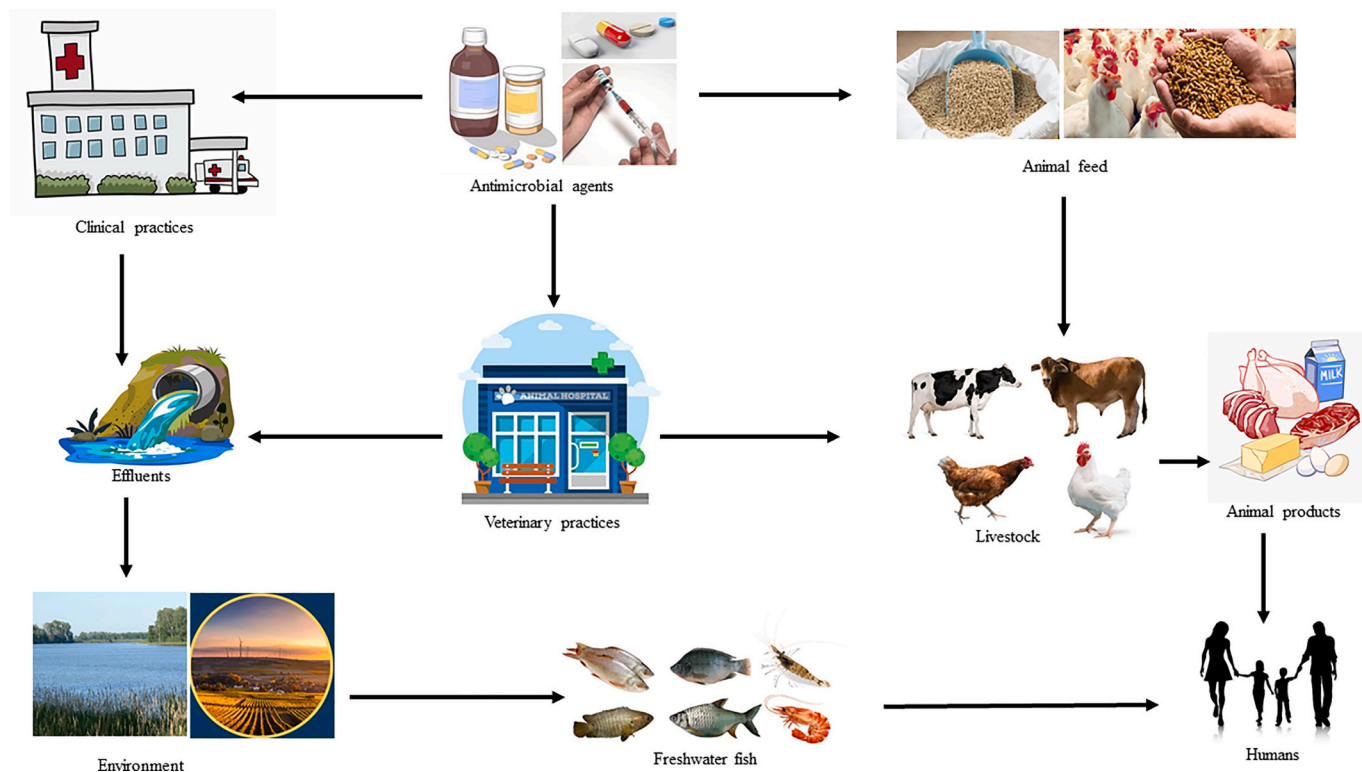 Antimicrobial agents
Animal feed
Clinical practices
MILK
ANIMAL HOSPITAL
Effluents
Veterinary practices
Livestock
Animal products
Environment
Freshwater fish
Humans